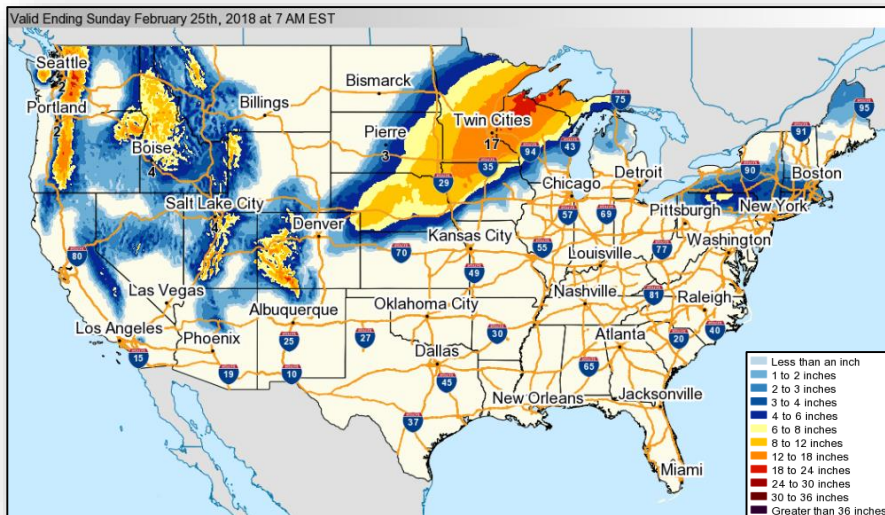 Valid Ending Sunday February 25th, 2018 at 7 AM EST
Seattle
2
Portland
2
Billings
Bismarck
Twin Cities
17
Pierre
3
Boise
4
75
95
91
94
43
90
Boston
29
35
Chicago
Detroit
Salt Lake City
Denver
Pittsburgh
New York
80
70
Kansas City
57
69
Washington
55
Louisville
77
49
Las Vegas
Nashville
81
Raleigh
Los Angeles
Phoenix
Albuquerque
Oklahoma City
Atlanta
15
25
27
30
20
40
Dallas
19
10
45
65
New Orleans
Jacksonville
37
Miami
Less than an inch
1 to 2 inches
2 to 3 inches
3 to 4 inches
4 to 6 inches
6 to 8 inches
8 to 12 inches
12 to 18 inches
18 to 24 inches
24 to 30 inches
30 to 36 inches
Greater than 36 inches